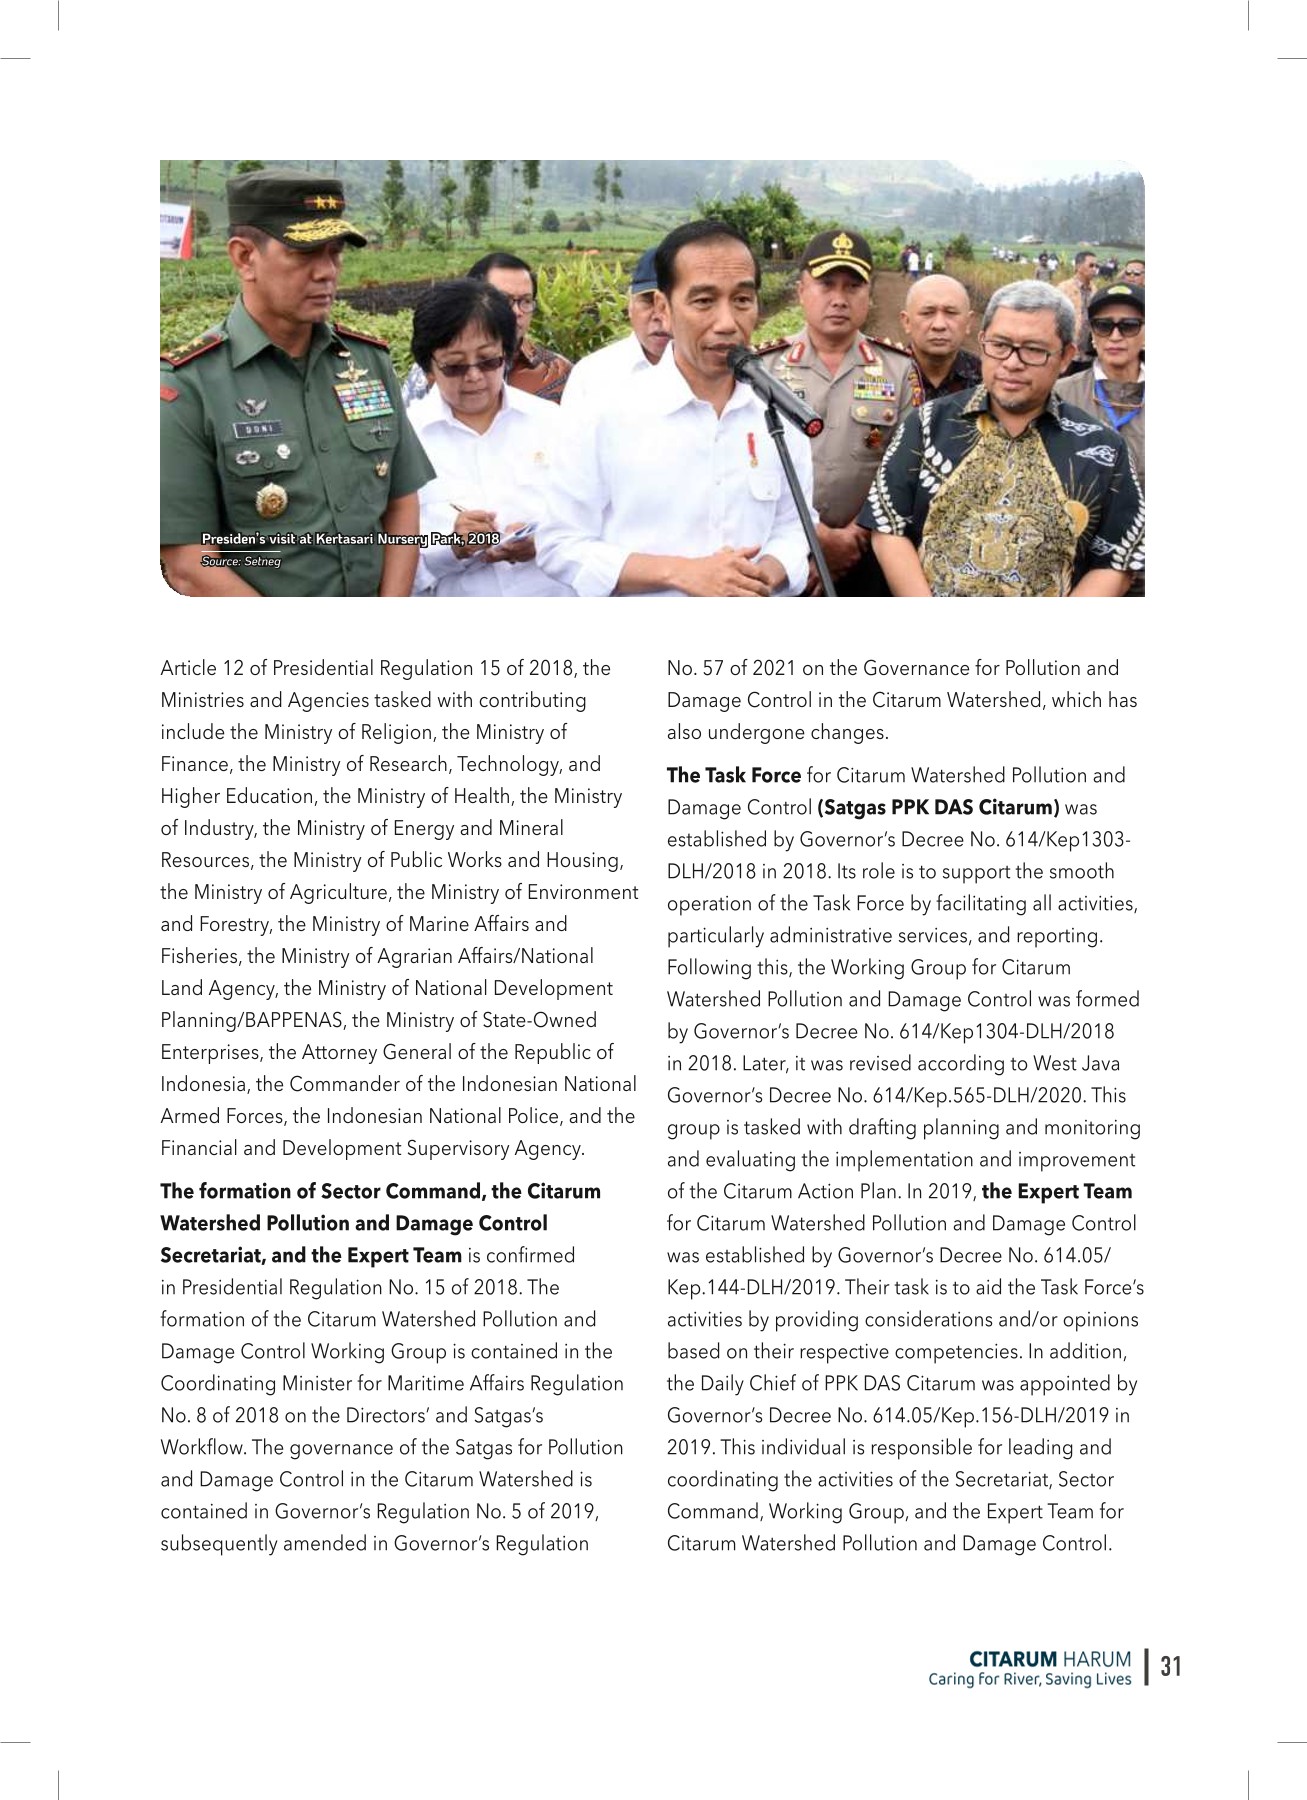 CITARUM
DONI
Presiden's visit at Kertasari Nursery Park, 2018
Source: Setneg
Article 12 of Presidential Regulation 15 of 2018, the
Ministries and Agencies tasked with contributing
include the Ministry of Religion, the Ministry of
Finance, the Ministry of Research, Technology, and
Higher Education, the Ministry of Health, the Ministry
of Industry, the Ministry of Energy and Mineral
Resources, the Ministry of Public Works and Housing,
the Ministry of Agriculture, the Ministry of Environment
and Forestry, the Ministry of Marine Affairs and
Fisheries, the Ministry of Agrarian Affairs/National
Land Agency, the Ministry of National Development
Planning/BAPPENAS, the Ministry of State-Owned
Enterprises, the Attorney General of the Republic of
Indonesia, the Commander of the Indonesian National
Armed Forces, the Indonesian National Police, and the
Financial and Development Supervisory Agency.
The formation of Sector Command, the Citarum
Watershed Pollution and Damage Control
Secretariat, and the Expert Team is confirmed
in Presidential Regulation No. 15 of 2018. The
formation of the Citarum Watershed Pollution and
Damage Control Working Group is contained in the
Coordinating Minister for Maritime Affairs Regulation
No. 8 of 2018 on the Directors’ and Satgas’s
Workflow. The governance of the Satgas for Pollution
and Damage Control in the Citarum Watershed is
contained in Governor’s Regulation No. 5 of 2019,
subsequently amended in Governor’s Regulation
No. 57 of 2021 on the Governance for Pollution and
Damage Control in the Citarum Watershed, which has
also undergone changes.
The Task Force for Citarum Watershed Pollution and
Damage Control (Satgas PPK DAS Citarum) was
established by Governor’s Decree No. 614/Kep1303-
DLH/2018 in 2018. Its role is to support the smooth
operation of the Task Force by facilitating all activities,
particularly administrative services, and reporting.
Following this, the Working Group for Citarum
Watershed Pollution and Damage Control was formed
by Governor’s Decree No. 614/Kep1304-DLH/2018
in 2018. Later, it was revised according to West Java
Governor’s Decree No. 614/Kep.565-DLH/2020. This
group is tasked with drafting planning and monitoring
and evaluating the implementation and improvement
of the Citarum Action Plan. In 2019, the Expert Team
for Citarum Watershed Pollution and Damage Control
was established by Governor’s Decree No. 614.05/
Kep.144-DLH/2019. Their task is to aid the Task Force’s
activities by providing considerations and/or opinions
based on their respective competencies. In addition,
the Daily Chief of PPK DAS Citarum was appointed by
Governor’s Decree No. 614.05/Kep.156-DLH/2019 in
2019. This individual is responsible for leading and
coordinating the activities of the Secretariat, Sector
Command, Working Group, and the Expert Team for
Citarum Watershed Pollution and Damage Control.
CITARUM HARUM
Caring for River, Saving Lives
31